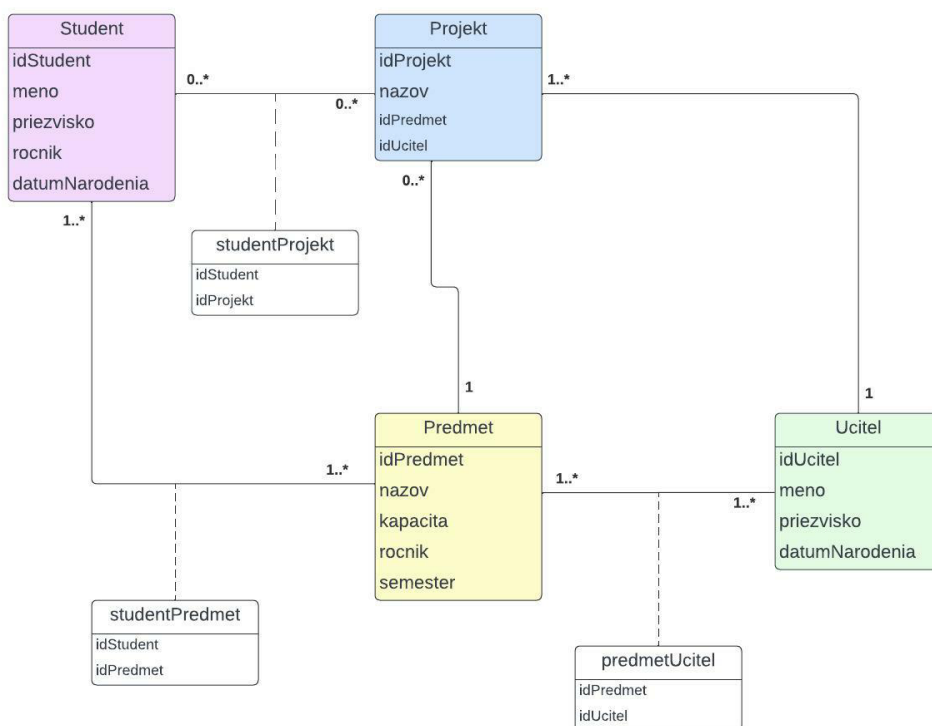 Student
idStudent
meno
priezvisko
rocnik
datumNarodenia
0..*
0..*
Projekt
idProjekt
nazov
idPredmet
idUcitel
1..*
1..*
0..*
studentProjekt
idStudent
idProjekt
1
1
Predmet
idPredmet
nazov
kapacita
rocnik
semester
1..*
1..*
1..*
Ucitel
idUcitel
meno
priezvisko
datumNarodenia
studentPredmet
idStudent
idPredmet
predmetUcitel
idPredmet
idUcitel